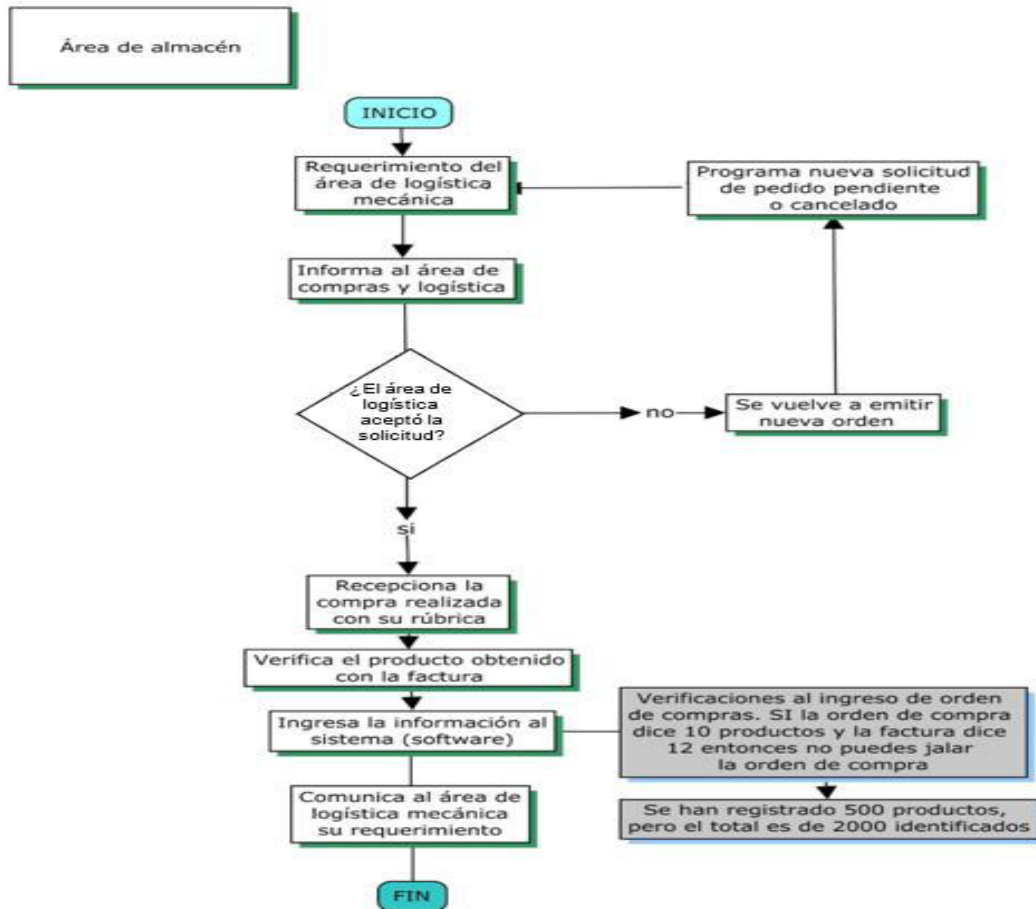 Área de almacén
INICIO
Requerimiento del
área de logística
mecánica
Programa nueva solicitud
de pedido pendiente
o cancelado
Informa al área de
compras y logística
¿El área de
logística
aceptó la
solicitud?
no
Se vuelve a emitir
nueva orden
si
Recepciona la
compra realizada
con su rúbrica
Verifica el producto obtenido
con la factura
Ingresa la información al
sistema (software)
Verificaciones al ingreso de orden
de compras. SI la orden de compra
dice 10 productos y la factura dice
12 entonces no puedes jalar
la orden de compra
Comunica al área de
logística mecánica
su requerimiento
Se han registrado 500 productos,
pero el total es de 2000 identificados
FIN